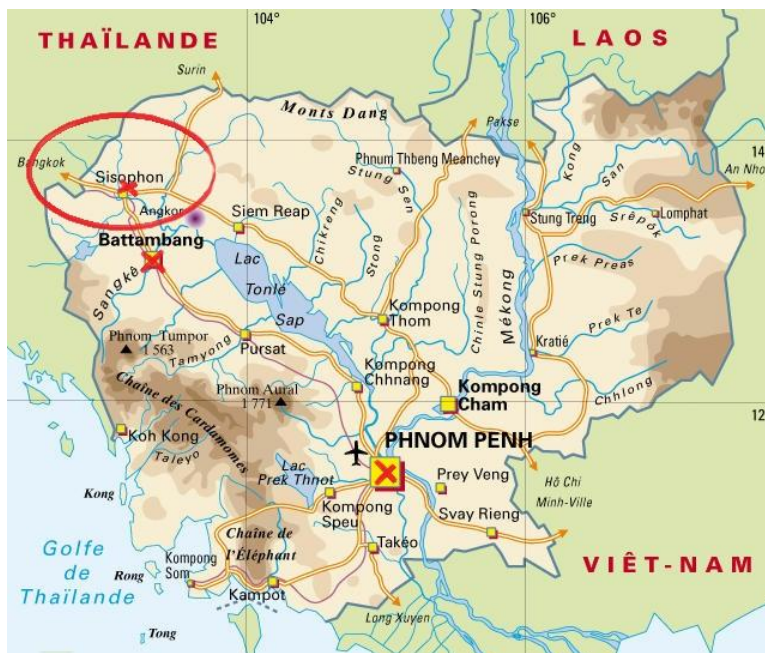 104°
106°
THAÏLANDE
LAOS
Surin
Monts Dang
Pakse
14
Bangkok
Sisophon
Phnum Thbeng Meanchey
Stung Sen
Kong
San
An Nho
Angkor
Siem Reap
Chikreng
Stong
Chinle Stung Porong
Stung Treng
Srêpôk
Lomphat
Battambang
Sangkê
Lac
Tonlé
Sap
Mékong
Prek Preas
Kompong
Thom
Prek Te
Phnom Tumpor
1 563
Tamyong
Pursat
Kratié
Kompong
Chhnang
Phnom Aural
1 771
Kompong
Cham
Chhlong
12
Chaîne des Cardamomes
Koh Kong
Taleyo
PHNOM PENH
Lac
Prek Thnot
Prey Veng
Hô Chi
Minh-Ville
Kong
Kompong
Speu
Svay Rieng
Golfe
de
Thaïlande
Chaîne de
l'Éléphant
Takéo
VIÊT-NAM
Kompong
Som
Rong
Kampot
Long Xuyen
Tong